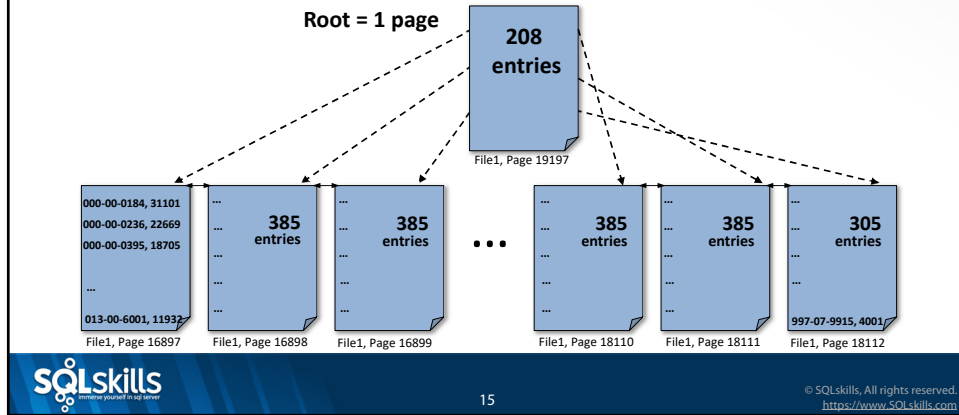 Root = 1 page
208
entries
File1, Page 19197
000-00-0184, 31101
000-00-0236, 22669
000-00-0395, 18705
...
013-00-6001, 11932
...
...
...
...
...
385
entries
...
...
...
...
...
385
entries
...
...
...
...
...
...
385
entries
...
...
...
...
...
385
entries
...
...
...
...
305
entries
997-07-9915, 4001
File1, Page 16897
File1, Page 16898
File1, Page 16899
File1, Page 18110
File1, Page 18111
File1, Page 18112
SQLskills
immerse yourself in sql server
15
© SQLskills, All rights reserved.
https://www.SQLskills.com